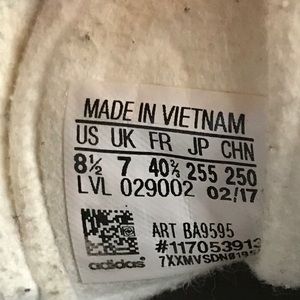 MADE IN VIETNAM
US UK FR JP CHN
8½ 7 40⅔ 255 250
LVL 029002 02/17
ART BA9595
#117053913
adidas